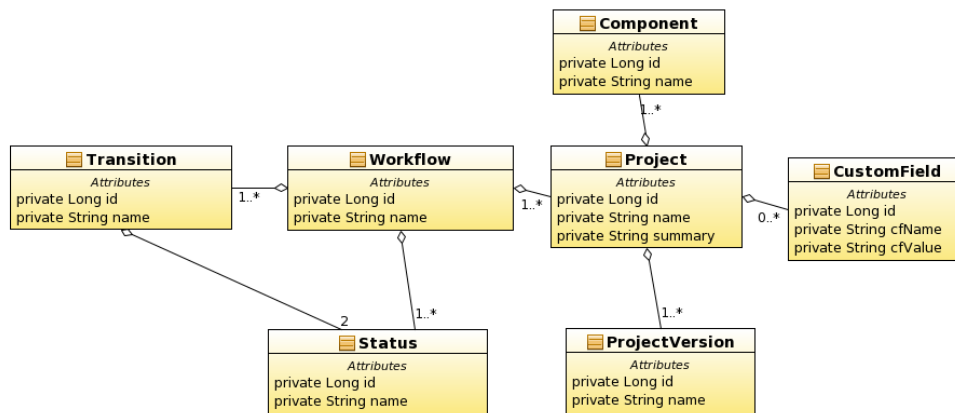 Component
Attributes
private Long id
private String name
1..*
Transition
Attributes
private Long id
private String name
1..*
Workflow
Attributes
private Long id
private String name
1..*
Project
Attributes
private Long id
private String name
private String summary
0..*
CustomField
Attributes
private Long id
private String cfName
private String cfValue
2
1..*
Status
Attributes
private Long id
private String name
1..*
ProjectVersion
Attributes
private Long id
private String name